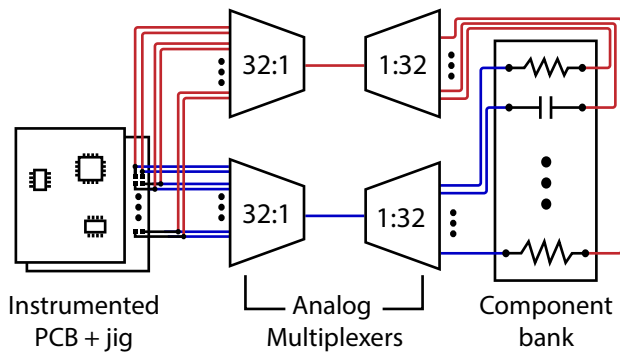 32:1
1:32
32:1
1:32
Instrumented
PCB + jig
Analog
Multiplexers
Component
bank